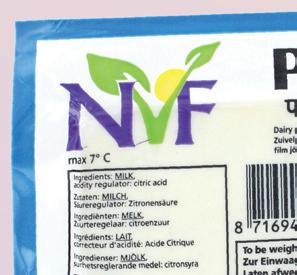 NVF
P
प
max 7° C
Dairy p
Zuivelp
film jö
Ingredients: MILK,
acidity regulator: citric acid
Zutaten: MILCH,
Säureregulator: Zitronensäure
Ingrediënten: MELK,
Zuurteregelaar: citroenzuur
Ingrédients: LAIT,
correcteur d'acidité: Acide Citrique
Ingredienser: MJÖLK,
surhetsreglerande medel: citronsyra
8 71694
To be weigh
Zur Einwaag
Laten afwe